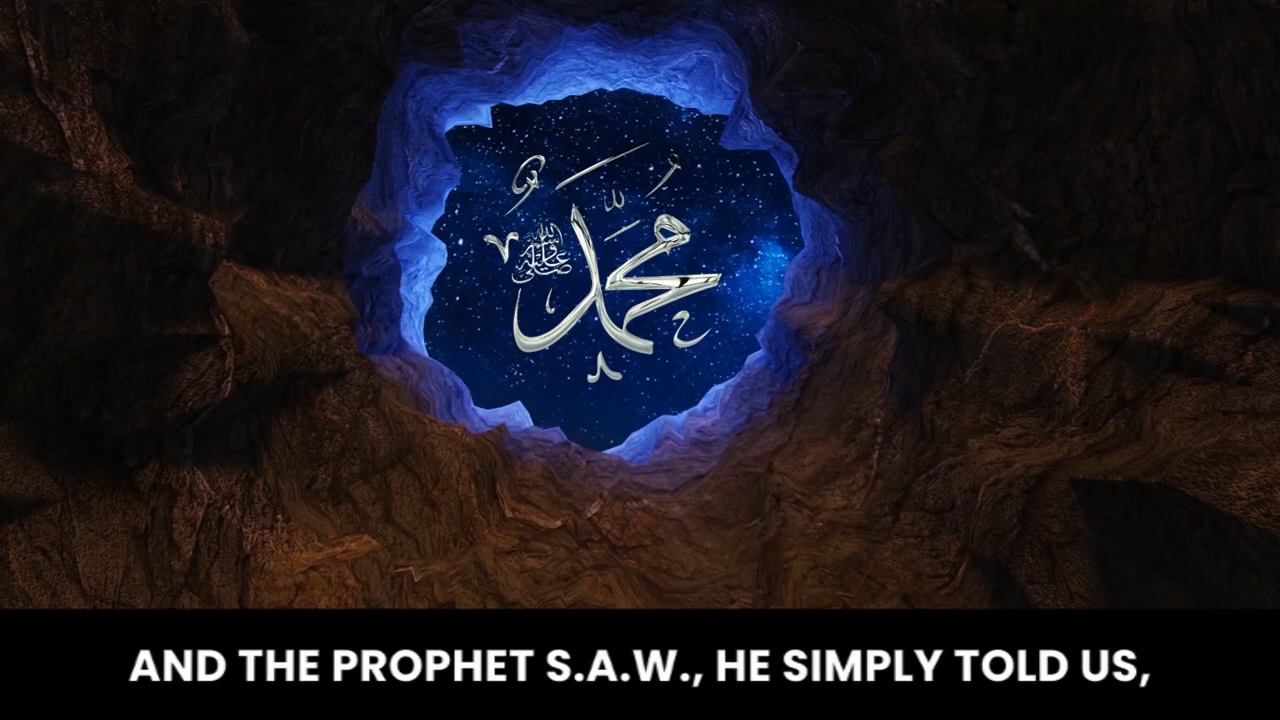 محمد
صلى الله عليه وسلم
AND THE PROPHET S.A.W., HE SIMPLY TOLD US,